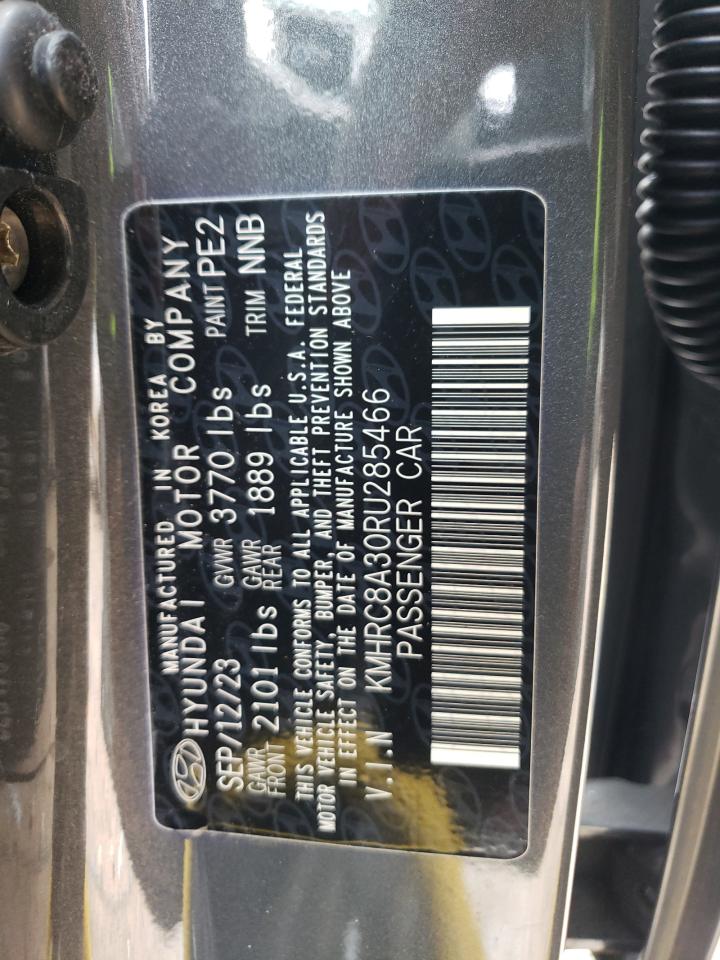 MANUFACTURED IN KOREA BY
HYUNDAI MOTOR COMPANY
SEP/12/23 GVWR 3770 lbs PAINT PE2
GAWR FRONT 2101 lbs GAWR REAR 1889 lbs TRIM NNB
THIS VEHICLE CONFORMS TO ALL APPLICABLE U.S.A. FEDERAL
MOTOR VEHICLE SAFETY, BUMPER, AND THEFT PREVENTION STANDARDS
IN EFFECT ON THE DATE OF MANUFACTURE SHOWN ABOVE
V.I.N KMHRC8A30RU285466
PASSENGER CAR